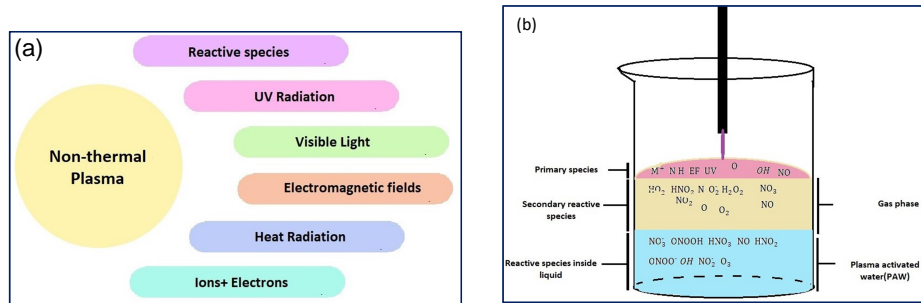 (a)
Reactive species
UV Radiation
Visible Light
Non-thermal
Plasma
Electromagnetic fields
Heat Radiation
Ions+ Electrons
(b)
Primary species
M⁺ N H EF UV O OH NO
Secondary reactive
species
HO₂ HNO₂ N O₂ H₂O₂ NO₃
NO₂ O O₂ NO
Gas phase
Reactive species inside
liquid
NO₃⁻ ONOOH HNO₃ NO HNO₂
ONOO⁻ OH NO₂ O₃
Plasma activated
water(PAW)